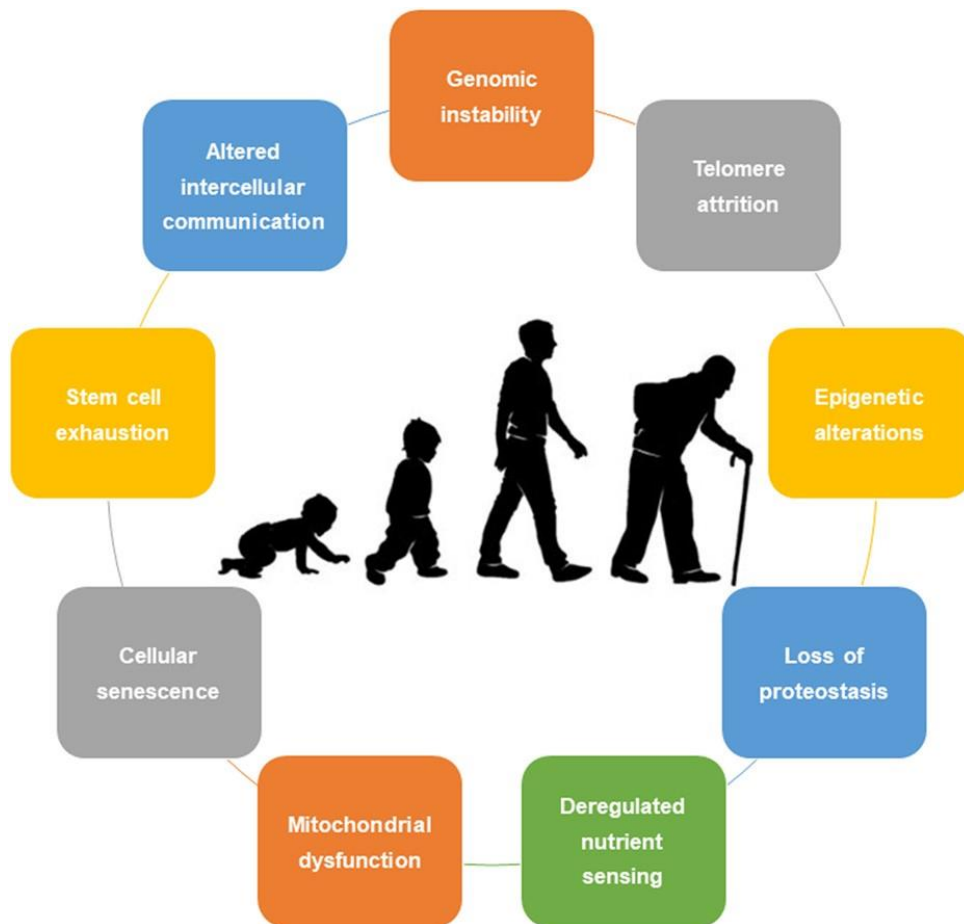 Genomic
instability
Telomere
attrition
Epigenetic
alterations
Loss of
proteostasis
Deregulated
nutrient
sensing
Mitochondrial
dysfunction
Cellular
senescence
Stem cell
exhaustion
Altered
intercellular
communication